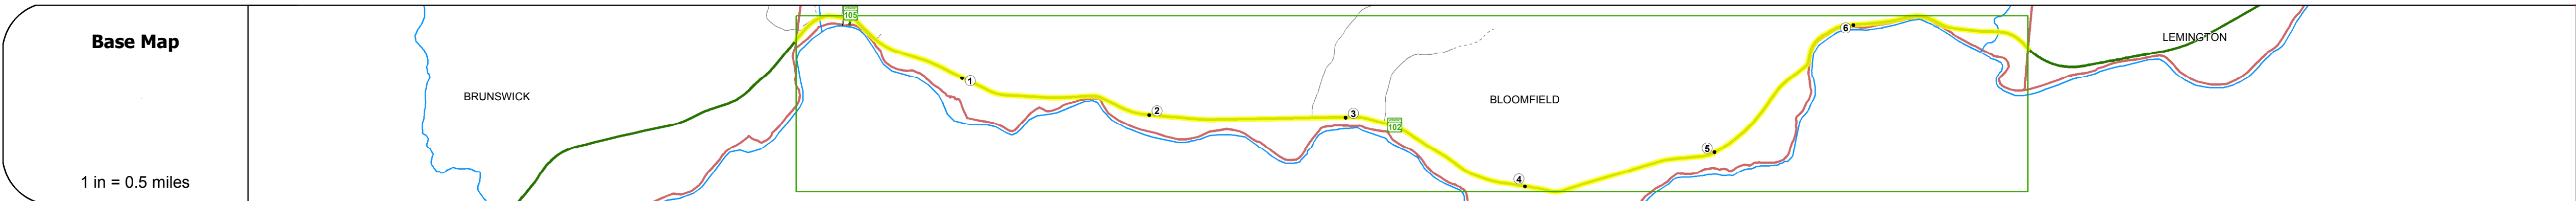 Base Map
1 in = 0.5 miles
BRUNSWICK
105
1
2
3
102
BLOOMFIELD
4
5
6
LEMINGTON